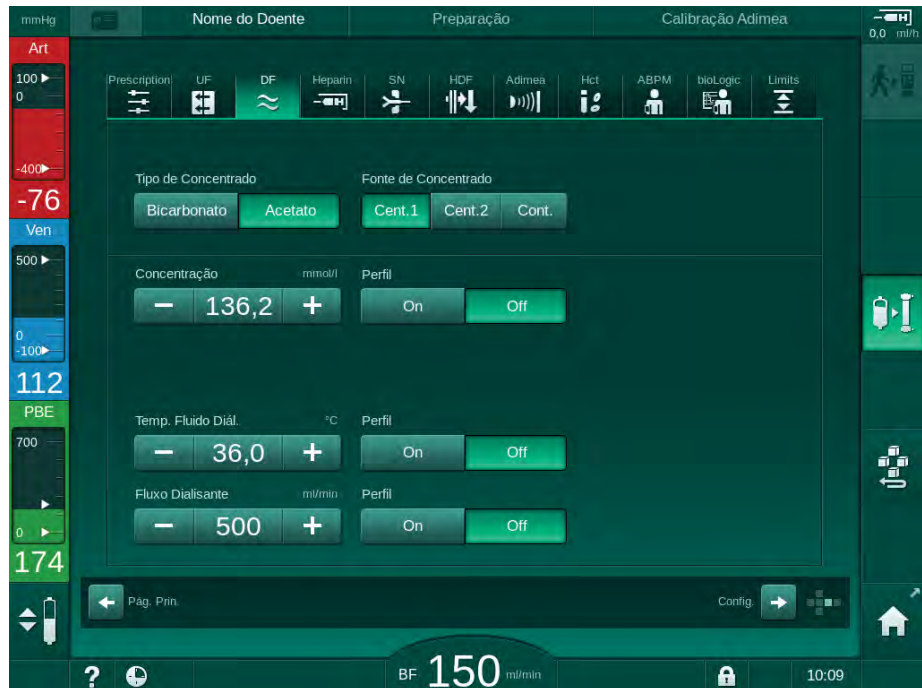 mmHg
Nome do Doente
Preparação
Calibração Adimea
0,0 ml/h
Art
100
0
-400
-76
Ven
500
0
-100
112
PBE
700
0
174
Prescription
UF
DF
Heparin
SN
HDF
Adimea
Hct
ABPM
bioLogic
Limits
Tipo de Concentrado
Fonte de Concentrado
Bicarbonato
Acetato
Cent.1
Cent.2
Cont.
Concentração
mmol/l
Perfil
− 136,2 +
On
Off
Temp. Fluido Diál.
°C
Perfil
− 36,0 +
On
Off
Fluxo Dialisante
ml/min
Perfil
− 500 +
On
Off
Pág. Prin.
Config.
? BF 150 ml/min
10:09